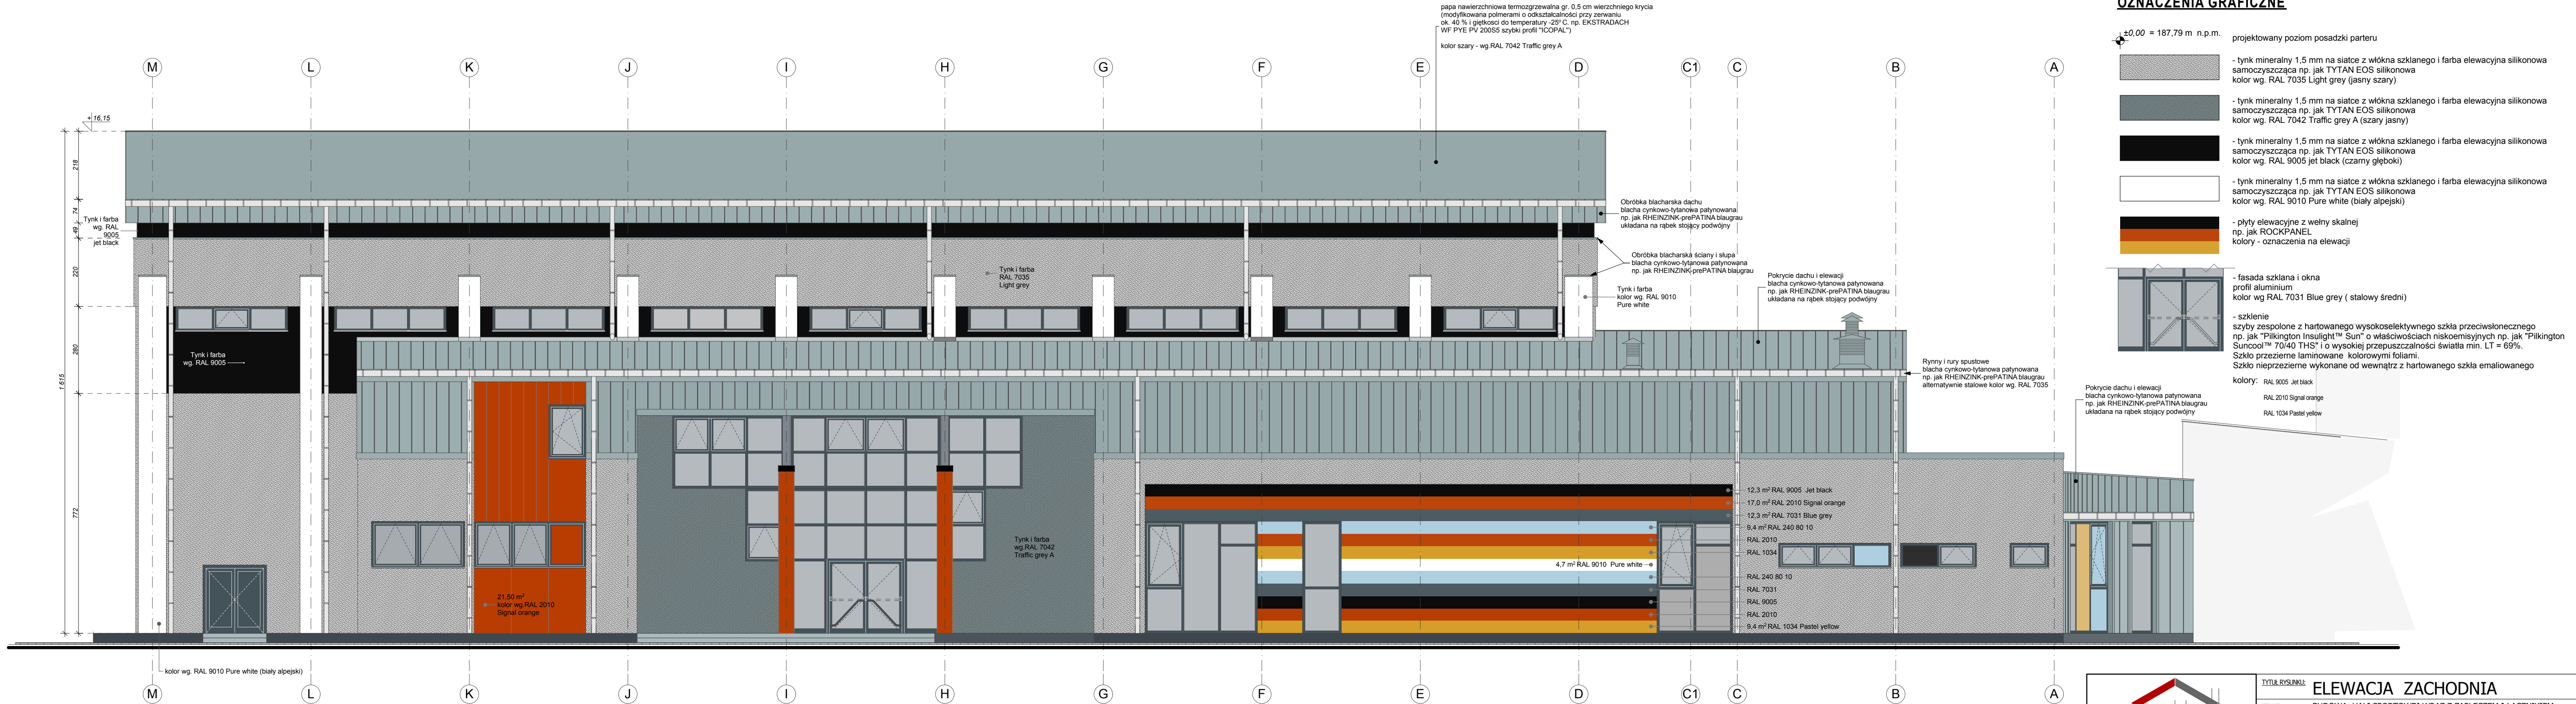 papa nawierzchniowa termozgrzewalna gr. 0,5 cm wierzchniego krycia
(modyfikowana polmerami o odkształcalności przy zerwaniu
ok. 40 % i giętkosci do temperatury -25º C. np. EKSTRADACH
WF PYE PV 200S5 szybki profil "ICOPAL")
kolor szary - wg.RAL 7042 Traffic grey A
M L K J I H G F E D C1 C B A
+ 16,15
218
74
49
220
280
772
1 615
Tynk i farba
wg. RAL
9005
jet black
Tynk i farba
wg. RAL 9005
Tynk i farba
RAL 7035
Light grey
Obróbka blacharska dachu
blacha cynkowo-tytanowa patynowana
np. jak RHEINZINK-prePATINA blaugrau
układana na rąbek stojący podwójny
Obróbka blacharska ściany i słupa
blacha cynkowo-tytanowa patynowana
np. jak RHEINZINK-prePATINA blaugrau
Tynk i farba
kolor wg. RAL 9010
Pure white
Pokrycie dachu i elewacji
blacha cynkowo-tytanowa patynowana
np. jak RHEINZINK-prePATINA blaugrau
układana na rąbek stojący podwójny
Rynny i rury spustowe
blacha cynkowo-tytanowa patynowana
np. jak RHEINZINK-prePATINA blaugrau
alternatywnie stalowe kolor wg. RAL 7035
Pokrycie dachu i elewacji
blacha cynkowo-tytanowa patynowana
np. jak RHEINZINK-prePATINA blaugrau
układana na rąbek stojący podwójny
21,50 m²
kolor wg.RAL 2010
Signal orange
Tynk i farba
wg.RAL 7042
Traffic grey A
12,3 m² RAL 9005 Jet black
17,0 m² RAL 2010 Signal orange
12,3 m² RAL 7031 Blue grey
9,4 m² RAL 240 80 10
RAL 2010
RAL 1034
4,7 m² RAL 9010 Pure white
RAL 240 80 10
RAL 7031
RAL 9005
RAL 2010
9,4 m² RAL 1034 Pastel yellow
kolor wg. RAL 9010 Pure white (biały alpejski)
M L K J I H G F E D C1 C B A
OZNACZENIA GRAFICZNE
±0,00 = 187,79 m n.p.m. projektowany poziom posadzki parteru
- tynk mineralny 1,5 mm na siatce z włókna szklanego i farba elewacyjna silikonowa
samoczyszcząca np. jak TYTAN EOS silikonowa
kolor wg. RAL 7035 Light grey (jasny szary)
- tynk mineralny 1,5 mm na siatce z włókna szklanego i farba elewacyjna silikonowa
samoczyszcząca np. jak TYTAN EOS silikonowa
kolor wg. RAL 7042 Traffic grey A (szary jasny)
- tynk mineralny 1,5 mm na siatce z włókna szklanego i farba elewacyjna silikonowa
samoczyszcząca np. jak TYTAN EOS silikonowa
kolor wg. RAL 9005 jet black (czarny głęboki)
- tynk mineralny 1,5 mm na siatce z włókna szklanego i farba elewacyjna silikonowa
samoczyszcząca np. jak TYTAN EOS silikonowa
kolor wg. RAL 9010 Pure white (biały alpejski)
- płyty elewacyjne z wełny skalnej
np. jak ROCKPANEL
kolory - oznaczenia na elewacji
- fasada szklana i okna
profil aluminium
kolor wg RAL 7031 Blue grey ( stalowy średni)
- szklenie
szyby zespolone z hartowanego wysokoselektywnego szkła przeciwsłonecznego
np. jak "Pilkington Insulight™ Sun" o właściwościach niskoemisyjnych np. jak "Pilkington
Suncool™ 70/40 THS" i o wysokiej przepuszczalności światła min. LT = 69%.
Szkło przezierne laminowane kolorowymi foliami.
Szkło nieprzezierne wykonane od wewnątrz z hartowanego szkła emaliowanego
kolory: RAL 9005 Jet black
RAL 2010 Signal orange
RAL 1034 Pastel yellow
TYTUŁ RYSUNKU: ELEWACJA ZACHODNIA